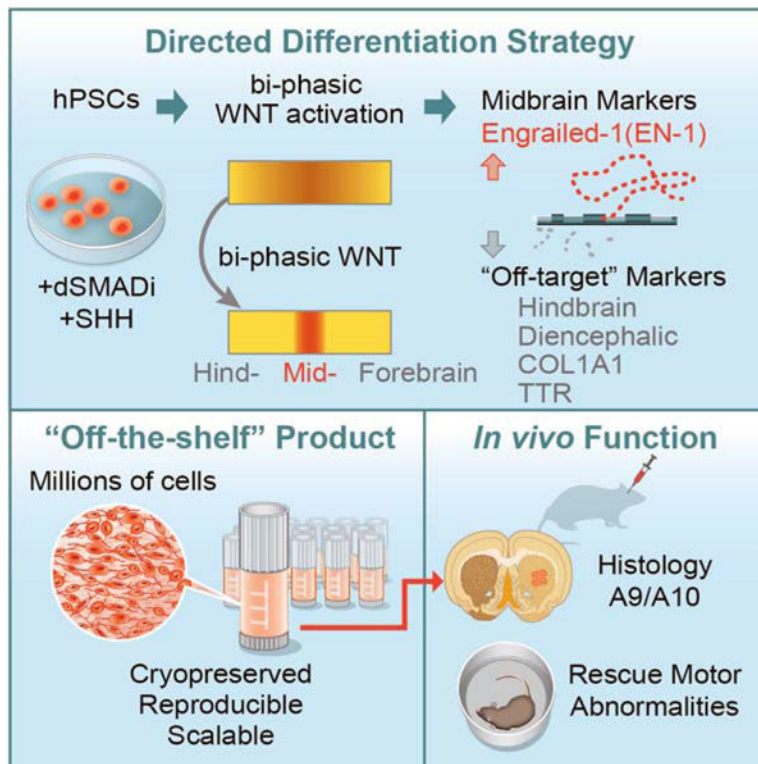 Directed Differentiation Strategy
hPSCs
bi-phasic
WNT activation
Midbrain Markers
Engrailed-1(EN-1)
+dSMADi
+SHH
bi-phasic WNT
Hind- Mid- Forebrain
“Off-target” Markers
Hindbrain
Diencephalic
COL1A1
TTR
“Off-the-shelf” Product
Millions of cells
Cryopreserved
Reproducible
Scalable
In vivo Function
Histology
A9/A10
Rescue Motor
Abnormalities